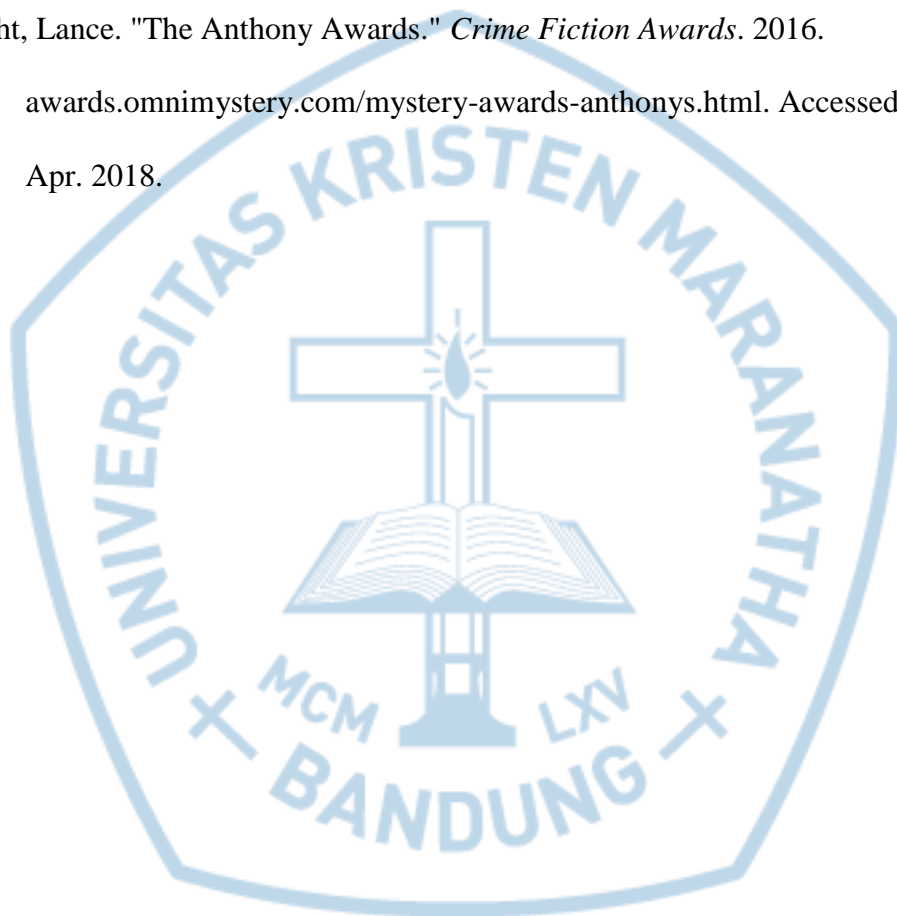 ht, Lance. "The Anthony Awards." Crime Fiction Awards. 2016.
awards.omnimystery.com/mystery-awards-anthonys.html. Accessed
Apr. 2018.
UNIVERSITAS KRISTEN MARANATHA
MCM LXV
BANDUNG